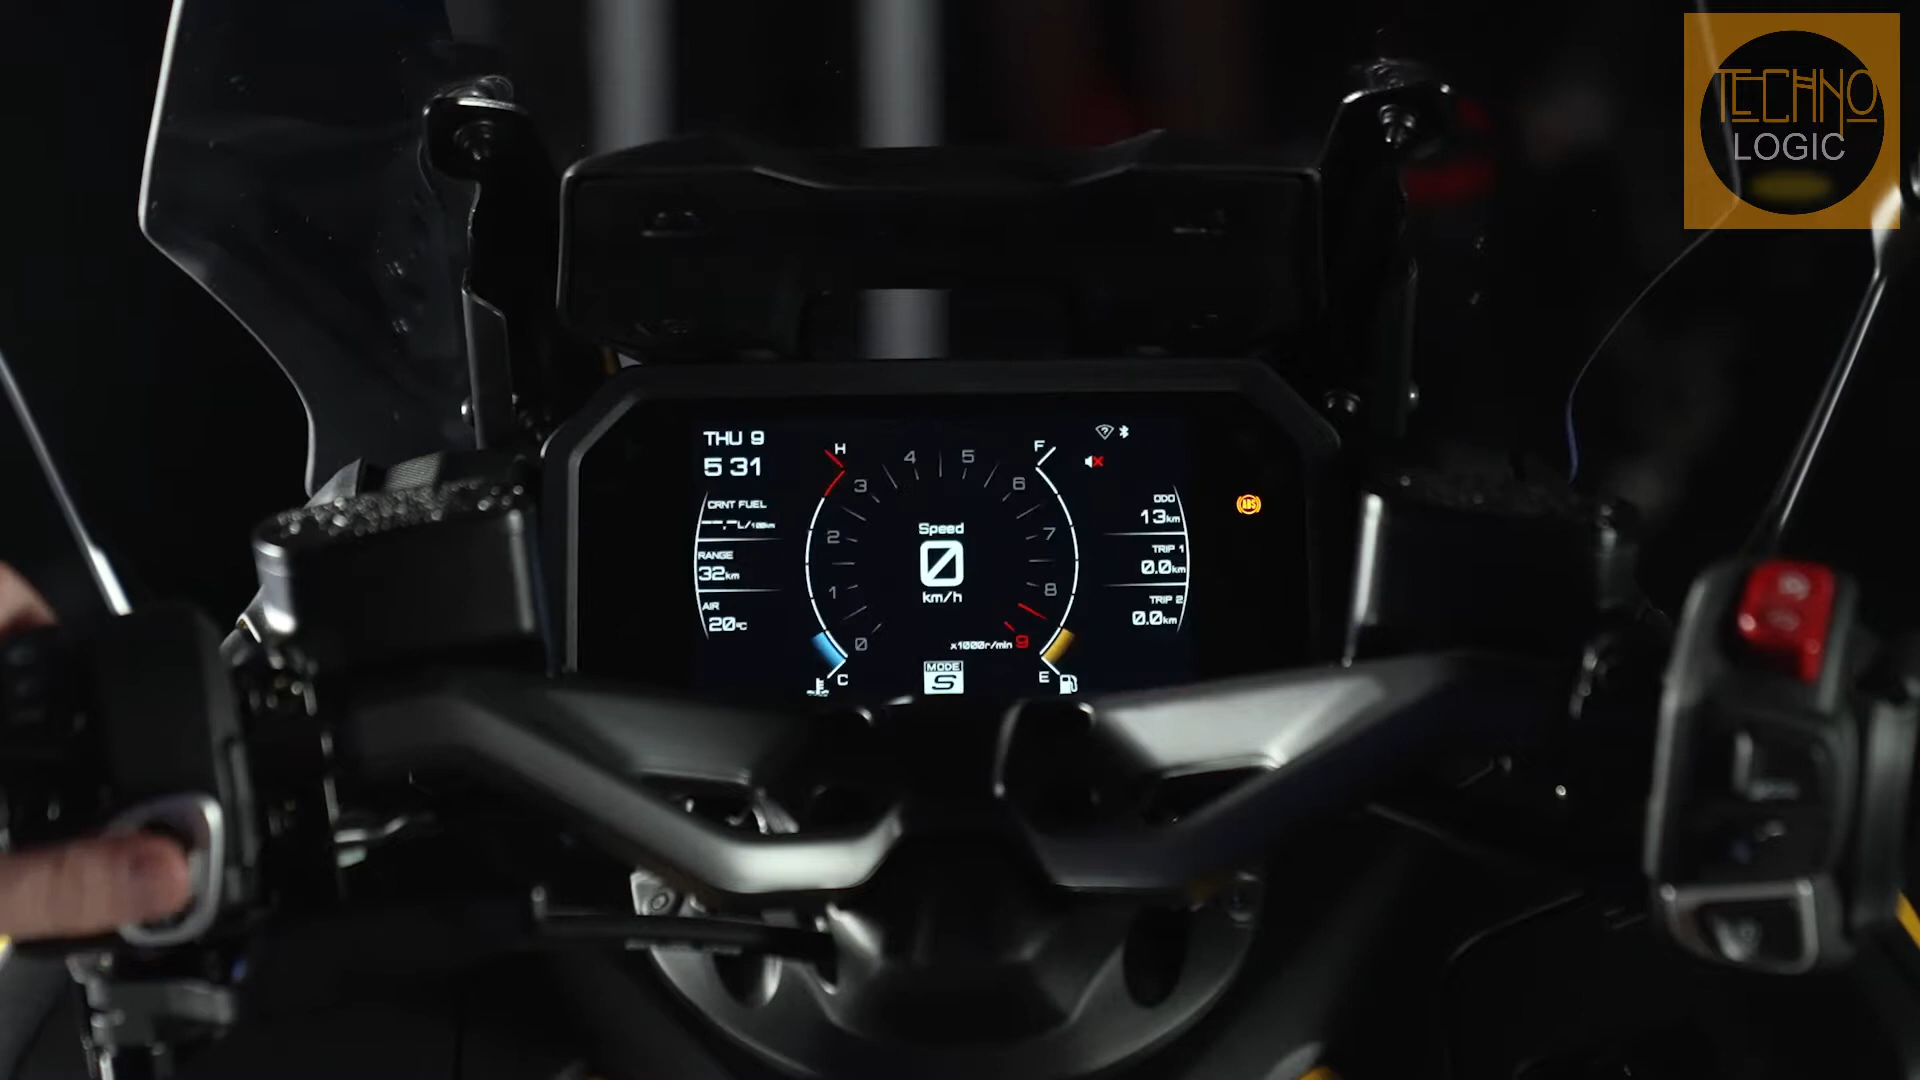 TECHNO
LOGIC
THU 9
5 31
CRNT FUEL
--.-L/100km
RANGE
32km
AIR
20°C
H
C
0
1
2
3
4
5
6
7
8
9
x1000r/min
Speed
0
km/h
MODE
S
F
E
ODO
13km
TRIP 1
0.0km
TRIP 2
0.0km
ABS